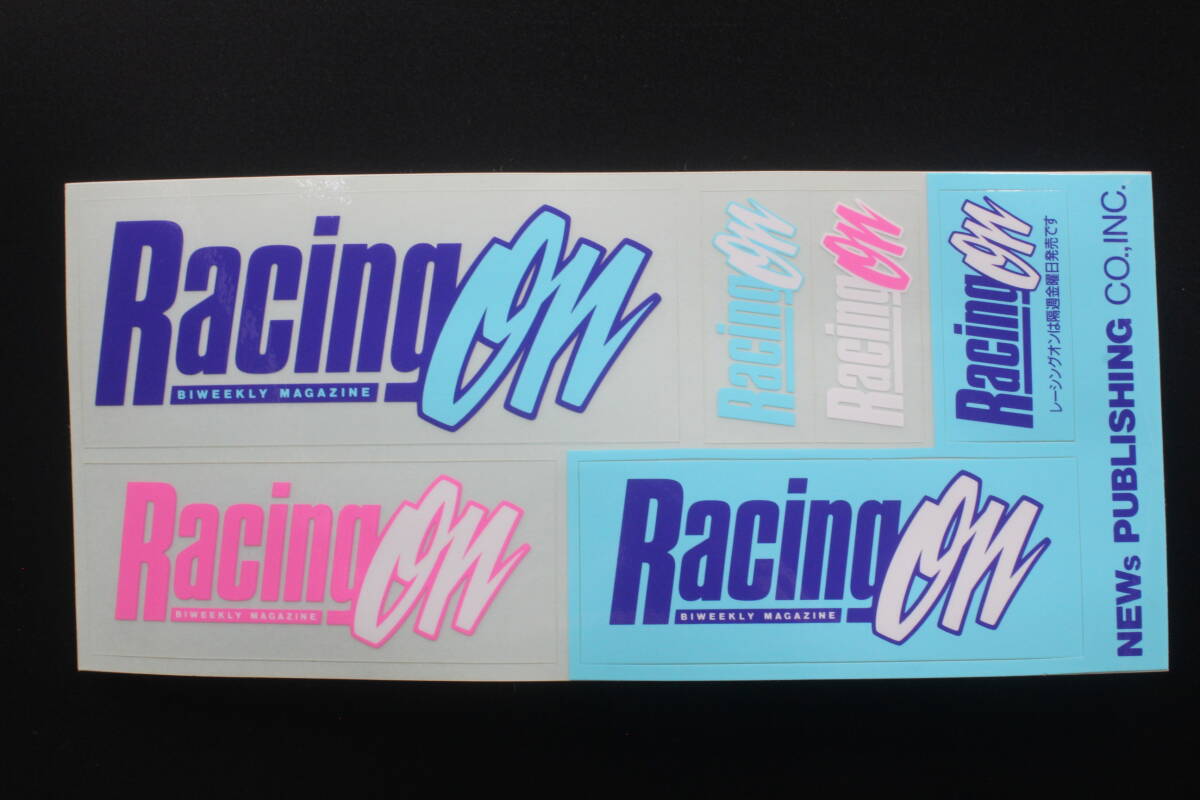 Racing on
BIWEEKLY MAGAZINE
Racing on
Racing on
Racing on
レーシングオンは隔週金曜日発売です
NEWs PUBLISHING CO.,INC.
Racing on
BIWEEKLY MAGAZINE
Racing on
BIWEEKLY MAGAZINE